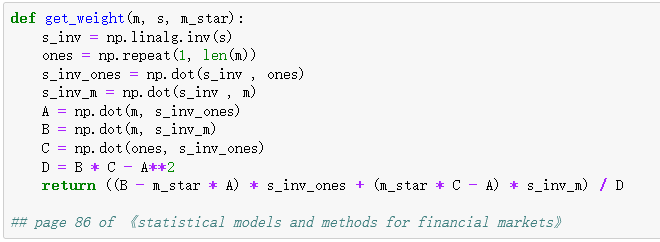 def get_weight(m, s, m_star):
    s_inv = np.linalg.inv(s)
    ones = np.repeat(1, len(m))
    s_inv_ones = np.dot(s_inv , ones)
    s_inv_m = np.dot(s_inv , m)
    A = np.dot(m, s_inv_ones)
    B = np.dot(m, s_inv_m)
    C = np.dot(ones, s_inv_ones)
    D = B * C - A**2
    return ((B - m_star * A) * s_inv_ones + (m_star * C - A) * s_inv_m) / D
## page 86 of 《statistical models and methods for financial markets》